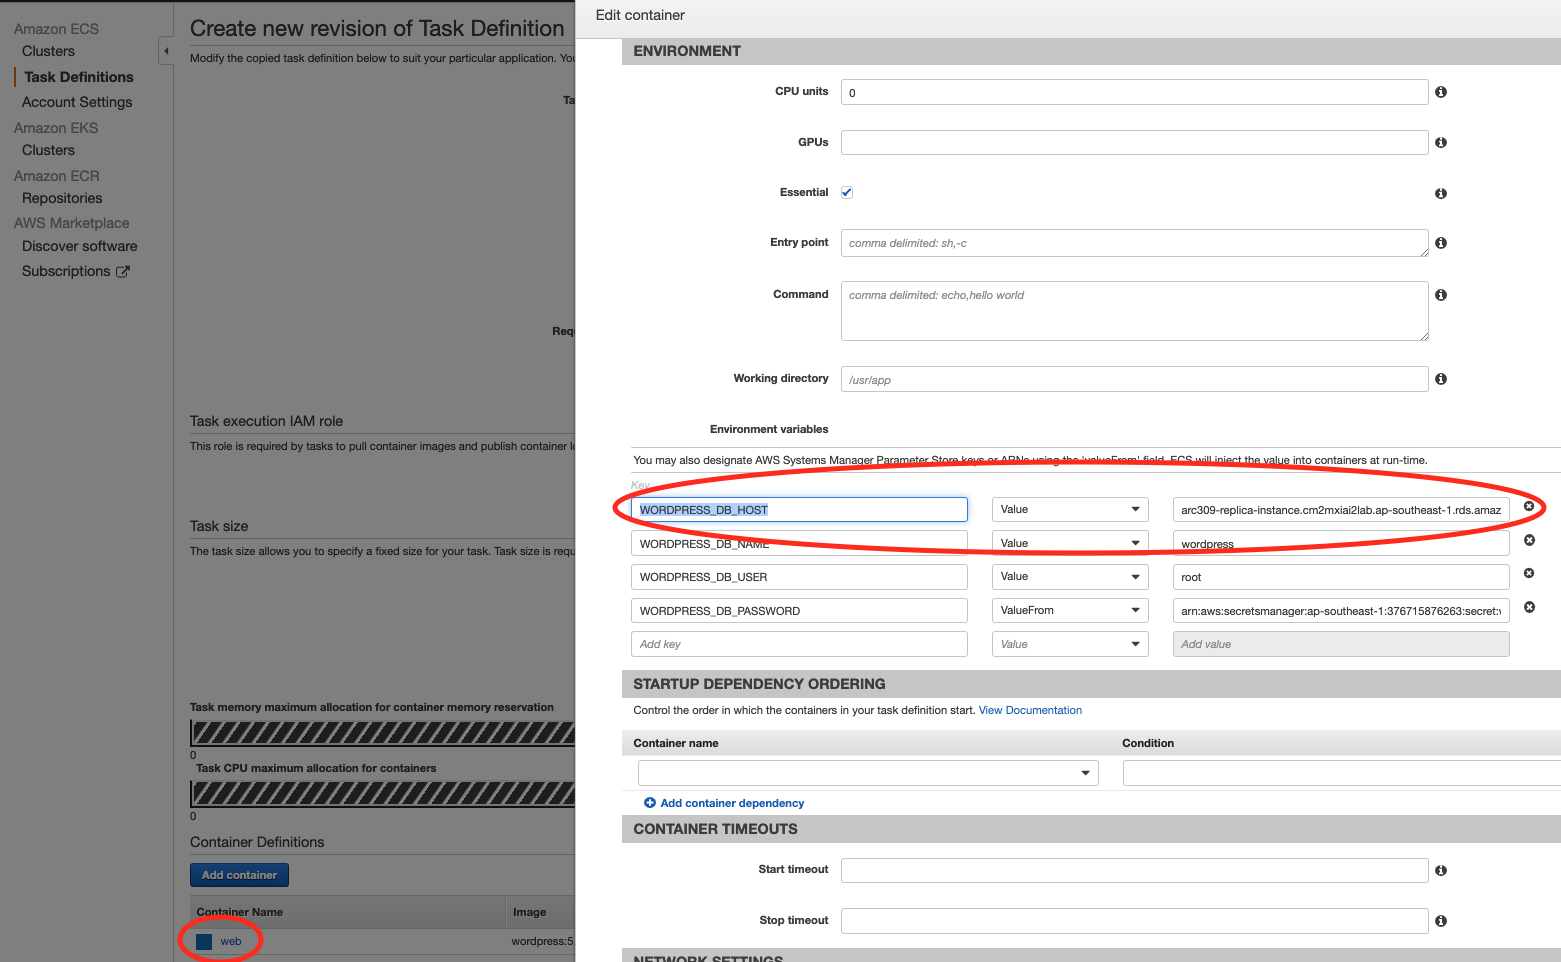 Amazon ECS
Clusters
Task Definitions
Account Settings
Amazon EKS
Clusters
Amazon ECR
Repositories
AWS Marketplace
Discover software
Subscriptions
Create new revision of Task Definition
Modify the copied task definition below to suit your particular application. You
Ta
Requ
Task execution IAM role
This role is required by tasks to pull container images and publish container lo
Task size
The task size allows you to specify a fixed size for your task. Task size is requ
Task memory maximum allocation for container memory reservation
0
Task CPU maximum allocation for containers
0
Container Definitions
Add container
Container Name Image
web wordpress:5.
Edit container
ENVIRONMENT
CPU units 0
GPUs
Essential
Entry point comma delimited: sh,-c
Command comma delimited: echo,hello world
Working directory /usr/app
Environment variables
You may also designate AWS Systems Manager Parameter Store keys or ARNs using the 'valueFrom' field. ECS will inject the value into containers at run-time.
Key
WORDPRESS_DB_HOST Value arc309-replica-instance.cm2mxiai2lab.ap-southeast-1.rds.amaz
WORDPRESS_DB_NAME Value wordpress
WORDPRESS_DB_USER Value root
WORDPRESS_DB_PASSWORD ValueFrom arn:aws:secretsmanager:ap-southeast-1:376715876263:secret:
Add key Value Add value
STARTUP DEPENDENCY ORDERING
Control the order in which the containers in your task definition start. View Documentation
Container name Condition
Add container dependency
CONTAINER TIMEOUTS
Start timeout
Stop timeout
NETWORK SETTINGS